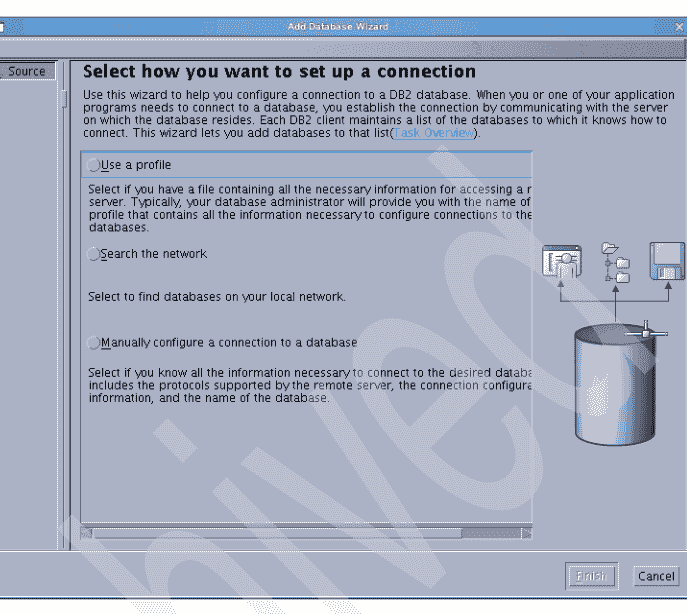 Add Database Wizard
Source
Select how you want to set up a connection
Use this wizard to help you configure a connection to a DB2 database. When you or one of your application
programs needs to connect to a database, you establish the connection by communicating with the server
on which the database resides. Each DB2 client maintains a list of the databases to which it knows how to
connect. This wizard lets you add databases to that list(Task Overview).
Use a profile
Select if you have a file containing all the necessary information for accessing a r
server. Typically, your database administrator will provide you with the name of
profile that contains all the information necessary to configure connections to the
databases.
Search the network
Select to find databases on your local network.
Manually configure a connection to a database
Select if you know all the information necessary to connect to the desired databa
includes the protocols supported by the remote server, the connection configura
information, and the name of the database.
Finish
Cancel
hived